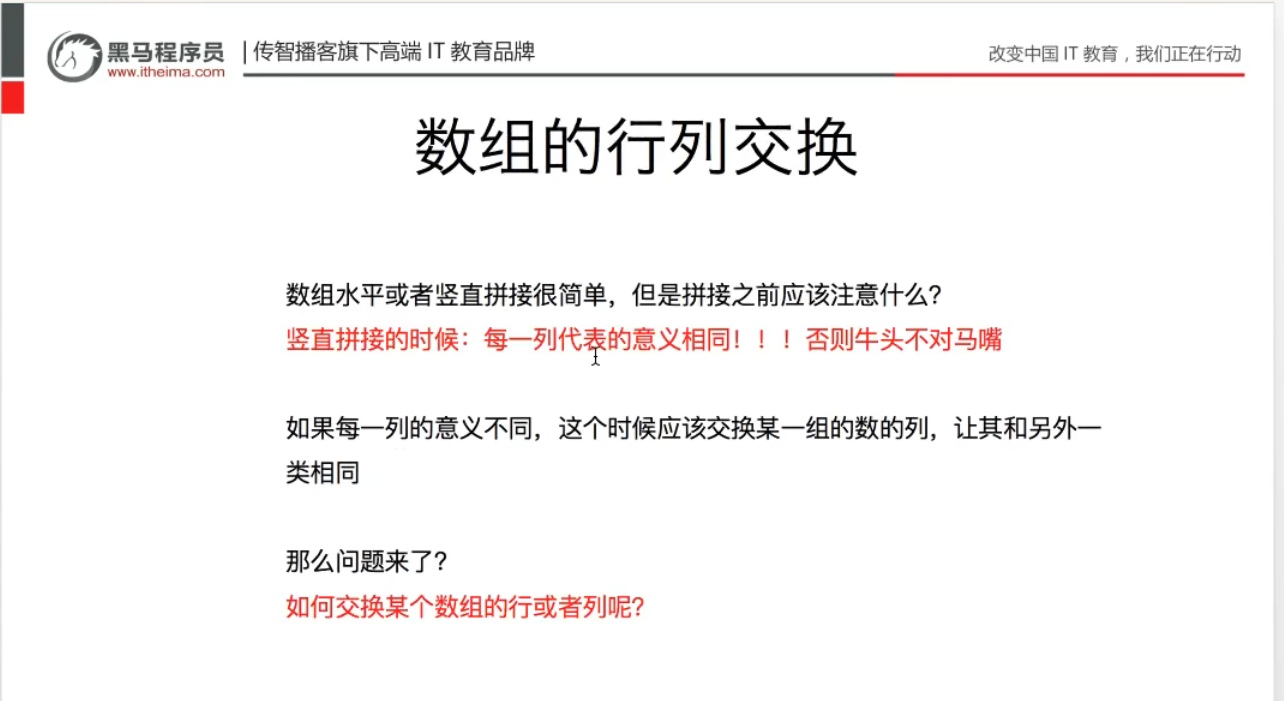 黑马程序员
www.itheima.com
传智播客旗下高端 IT 教育品牌
改变中国 IT 教育，我们正在行动
数组的行列交换
数组水平或者竖直拼接很简单，但是拼接之前应该注意什么?
竖直拼接的时候：每一列代表的意义相同！！！否则牛头不对马嘴
如果每一列的意义不同，这个时候应该交换某一组的数的列，让其和另外一
类相同
那么问题来了?
如何交换某个数组的行或者列呢?